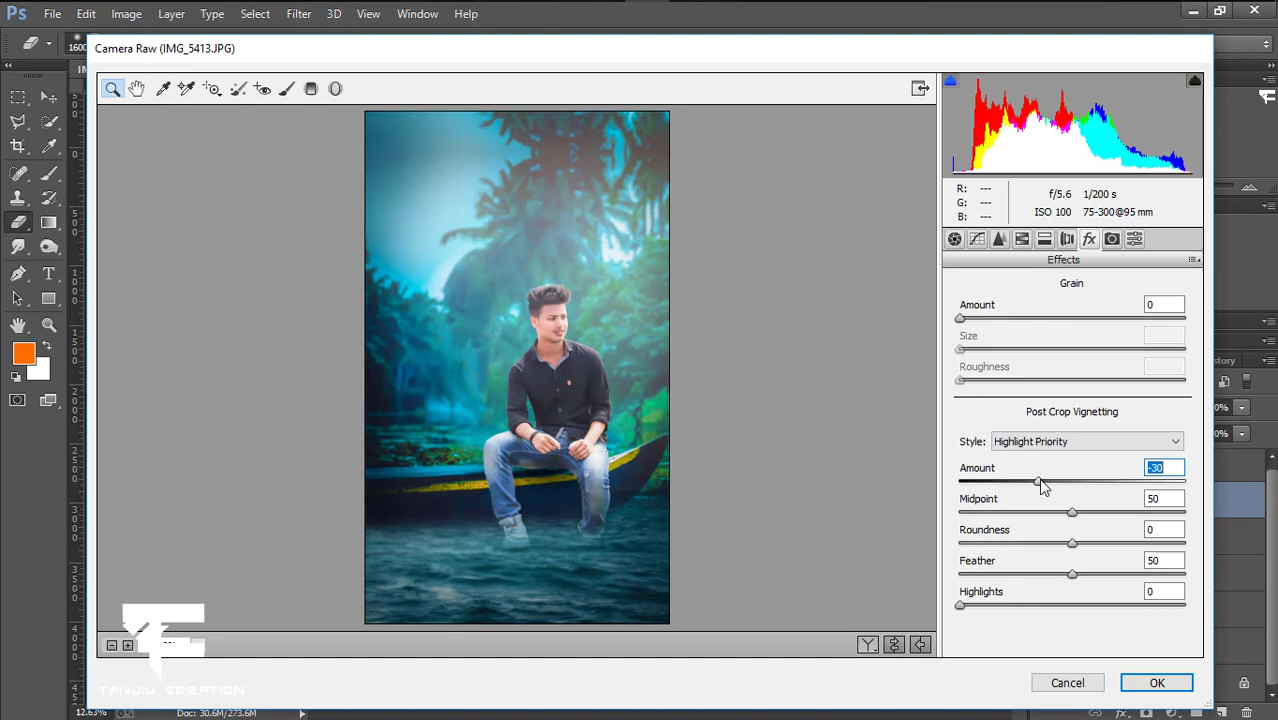 Ps File Edit Image Layer Type Select Filter 3D View Window Help
Camera Raw (IMG_5413.JPG)
R: ---
G: ---
B: ---
f/5.6 1/200 s
ISO 100 75-300@95 mm
fx
Effects
Grain
Amount 0
Size
Roughness
Post Crop Vignetting
Style: Highlight Priority
Amount -30
Midpoint 50
Roundness 0
Feather 50
Highlights 0
TANJIM CREATION
Cancel OK
12.63% Doc: 30.6M/273.6M